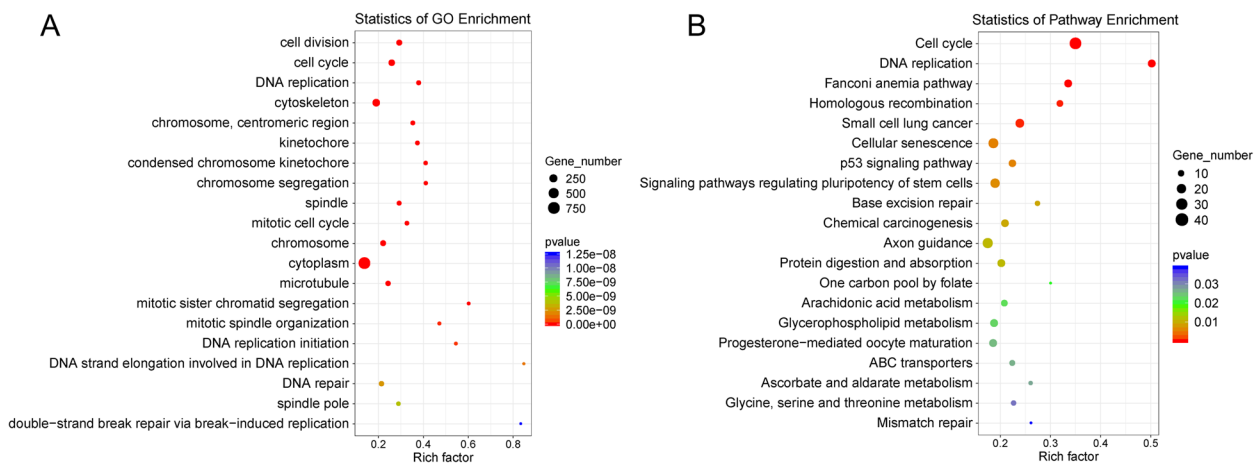 A
Statistics of GO Enrichment
cell division
cell cycle
DNA replication
cytoskeleton
chromosome, centromeric region
kinetochore
condensed chromosome kinetochore
chromosome segregation
spindle
mitotic cell cycle
chromosome
cytoplasm
microtubule
mitotic sister chromatid segregation
mitotic spindle organization
DNA replication initiation
DNA strand elongation involved in DNA replication
DNA repair
spindle pole
double−strand break repair via break−induced replication
0.2 0.4 0.6 0.8
Rich factor
Gene_number
250
500
750
pvalue
1.25e−08
1.00e−08
7.50e−09
5.00e−09
2.50e−09
0.00e+00
B
Statistics of Pathway Enrichment
Cell cycle
DNA replication
Fanconi anemia pathway
Homologous recombination
Small cell lung cancer
Cellular senescence
p53 signaling pathway
Signaling pathways regulating pluripotency of stem cells
Base excision repair
Chemical carcinogenesis
Axon guidance
Protein digestion and absorption
One carbon pool by folate
Arachidonic acid metabolism
Glycerophospholipid metabolism
Progesterone−mediated oocyte maturation
ABC transporters
Ascorbate and aldarate metabolism
Glycine, serine and threonine metabolism
Mismatch repair
0.2 0.3 0.4 0.5
Rich factor
Gene_number
10
20
30
40
pvalue
0.03
0.02
0.01